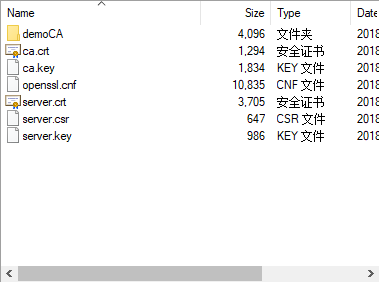 Name Size Type Date
demoCA 4,096 文件夹 2018
ca.crt 1,294 安全证书 2018
ca.key 1,834 KEY 文件 2018
openssl.cnf 10,835 CNF 文件 2018
server.crt 3,705 安全证书 2018
server.csr 647 CSR 文件 2018
server.key 986 KEY 文件 2018